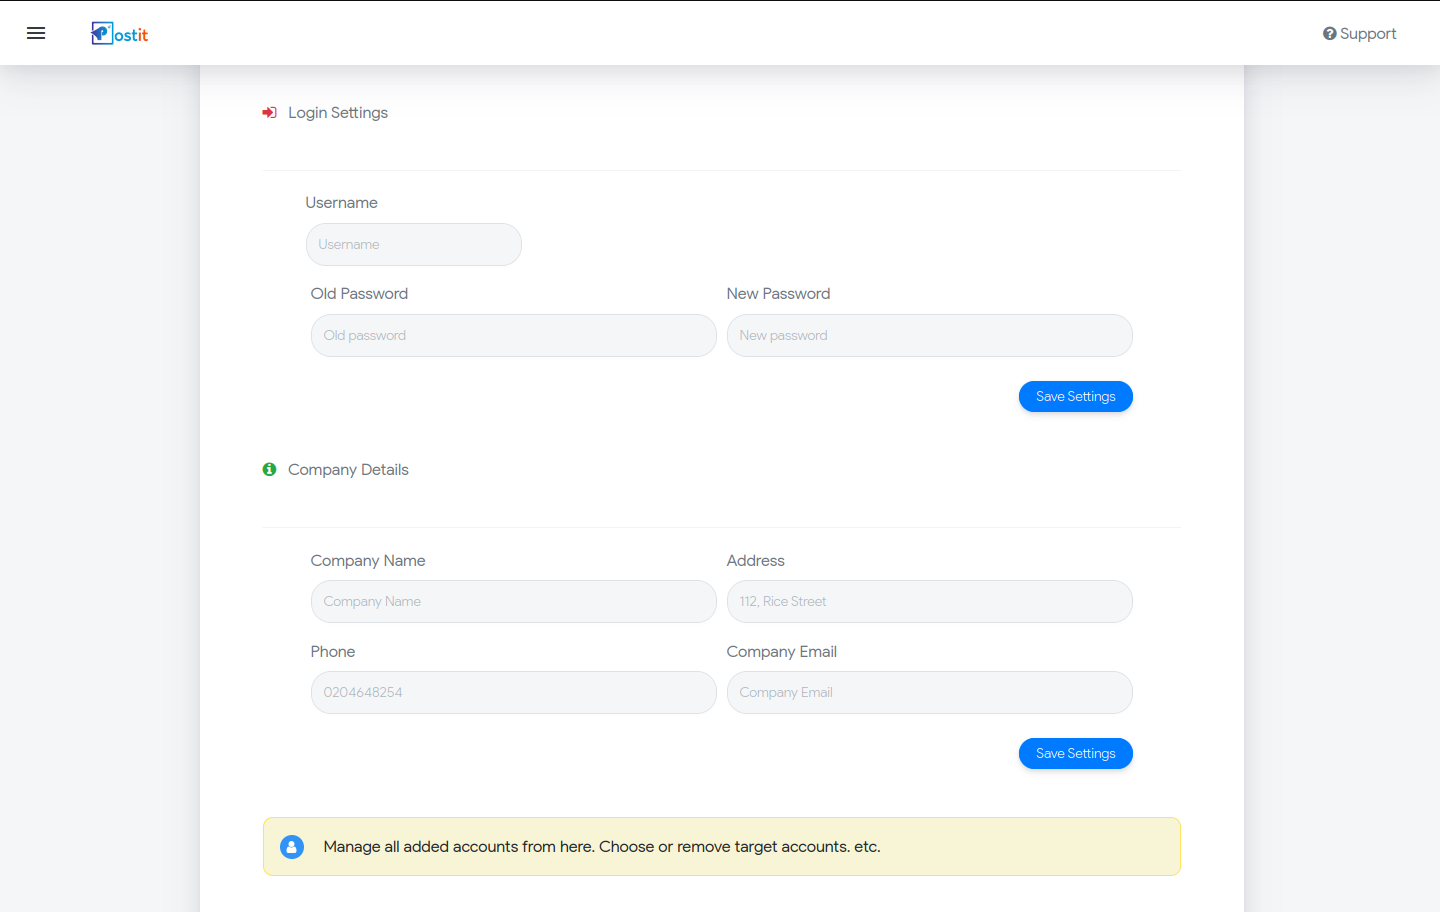 Postit
Support
Login Settings
Username
Username
Old Password
New Password
Old password
New password
Save Settings
Company Details
Company Name
Address
Company Name
112, Rice Street
Phone
Company Email
0204648254
Company Email
Save Settings
Manage all added accounts from here. Choose or remove target accounts. etc.